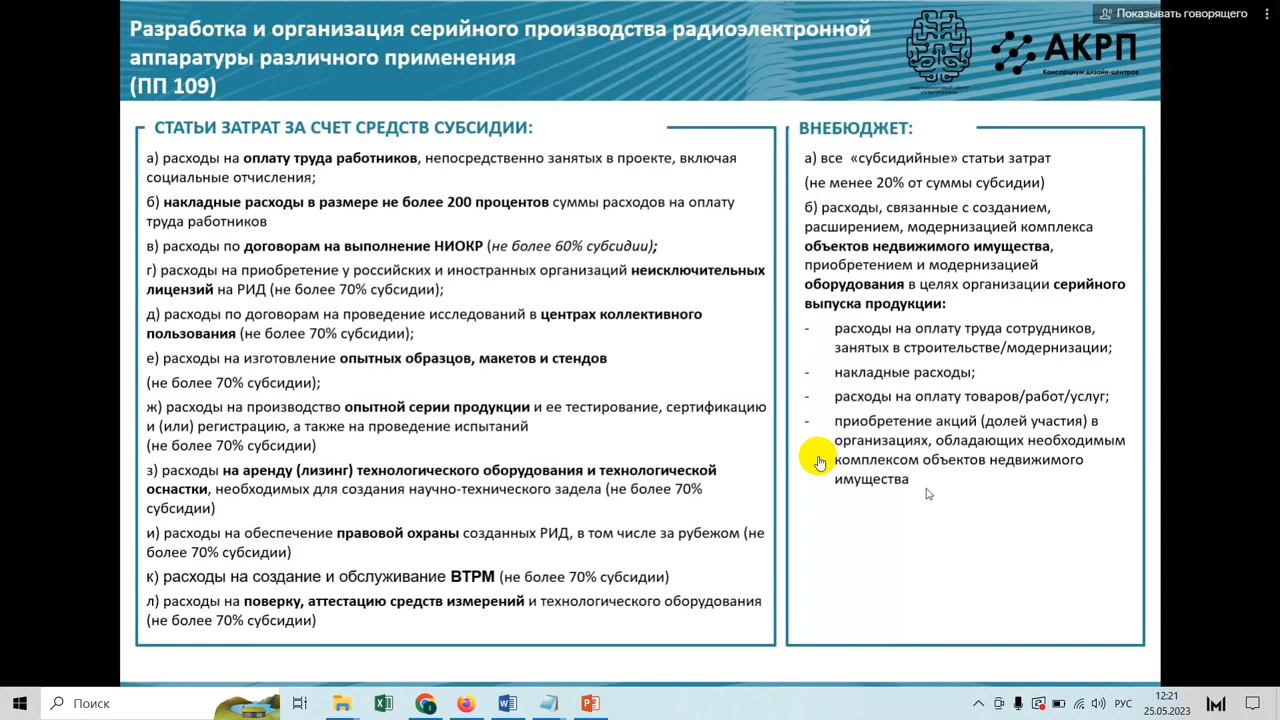 Показывать говорящего
Разработка и организация серийного производства радиоэлектронной
аппаратуры различного применения
(ПП 109)
АКРП
Консорциум дизайн-центров
СТАТЬИ ЗАТРАТ ЗА СЧЕТ СРЕДСТВ СУБСИДИИ:
а) расходы на оплату труда работников, непосредственно занятых в проекте, включая
социальные отчисления;
б) накладные расходы в размере не более 200 процентов суммы расходов на оплату
труда работников
в) расходы по договорам на выполнение НИОКР (не более 60% субсидии);
г) расходы на приобретение у российских и иностранных организаций неисключительных
лицензий на РИД (не более 70% субсидии);
д) расходы по договорам на проведение исследований в центрах коллективного
пользования (не более 70% субсидии);
е) расходы на изготовление опытных образцов, макетов и стендов
(не более 70% субсидии);
ж) расходы на производство опытной серии продукции и ее тестирование, сертификацию
и (или) регистрацию, а также на проведение испытаний
(не более 70% субсидии)
з) расходы на аренду (лизинг) технологического оборудования и технологической
оснастки, необходимых для создания научно-технического задела (не более 70%
субсидии)
и) расходы на обеспечение правовой охраны созданных РИД, в том числе за рубежом (не
более 70% субсидии)
к) расходы на создание и обслуживание ВТРМ (не более 70% субсидии)
л) расходы на поверку, аттестацию средств измерений и технологического оборудования
(не более 70% субсидии)
ВНЕБЮДЖЕТ:
а) все «субсидийные» статьи затрат
(не менее 20% от суммы субсидии)
б) расходы, связанные с созданием,
расширением, модернизацией комплекса
объектов недвижимого имущества,
приобретением и модернизацией
оборудования в целях организации серийного
выпуска продукции:
- расходы на оплату труда сотрудников,
занятых в строительстве/модернизации;
- накладные расходы;
- расходы на оплату товаров/работ/услуг;
- приобретение акций (долей участия) в
организациях, обладающих необходимым
комплексом объектов недвижимого
имущества
Поиск
РУС
12:21
25.05.2023